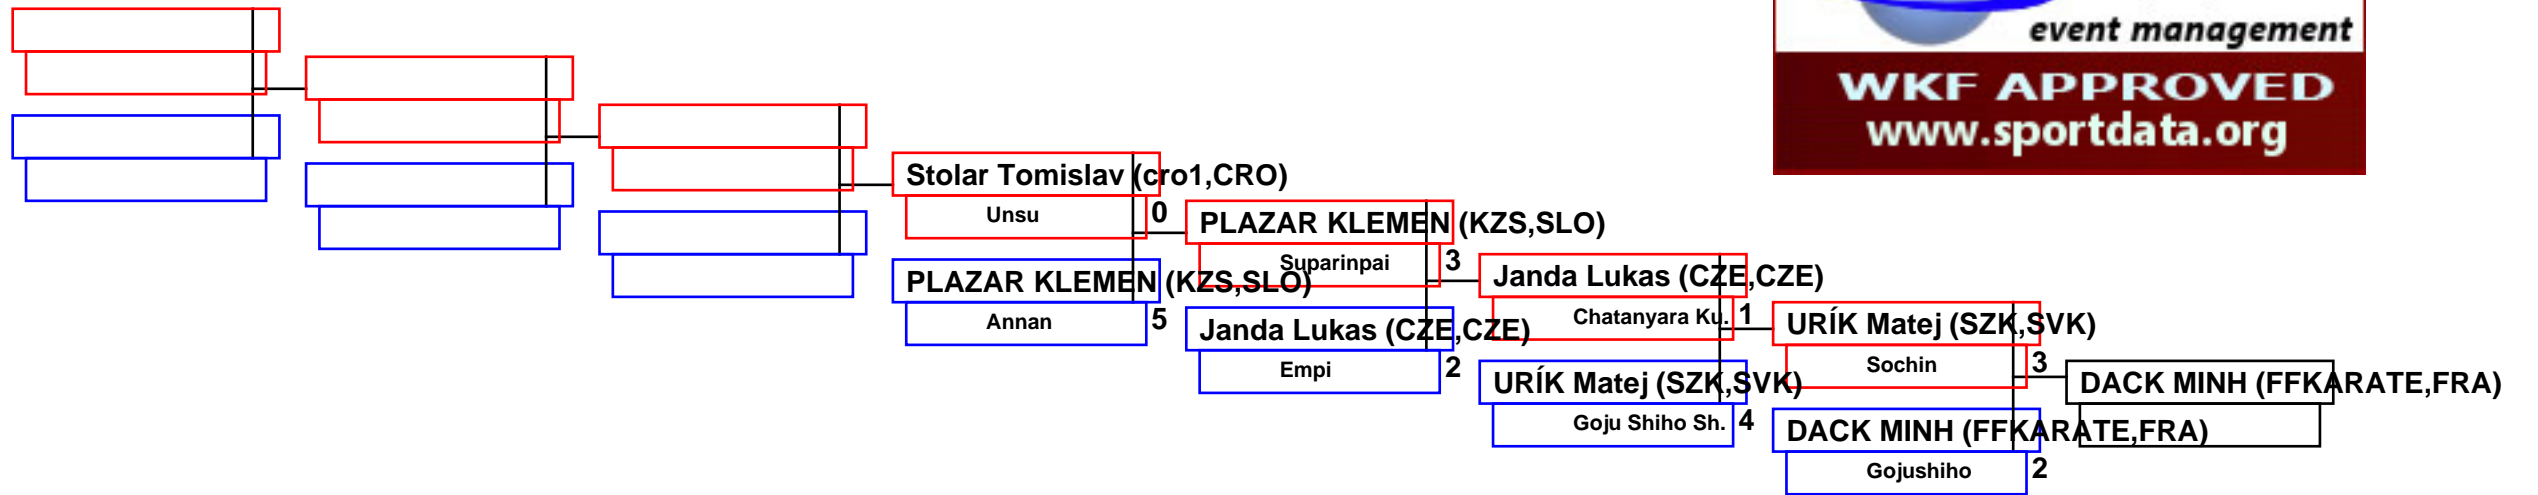 event management
WKF APPROVED
www.sportdata.org
Stolar Tomislav (cro1,CRO)
Unsu
0
PLAZAR KLEMEN (KZS,SLO)
Annan
5
PLAZAR KLEMEN (KZS,SLO)
Suparinpai
3
Janda Lukas (CZE,CZE)
Empi
2
Janda Lukas (CZE,CZE)
Chatanyara Ku.
1
URÍK Matej (SZK,SVK)
Goju Shiho Sh.
4
URÍK Matej (SZK,SVK)
Sochin
3
DACK MINH (FFKARATE,FRA)
Gojushiho
2
DACK MINH (FFKARATE,FRA)